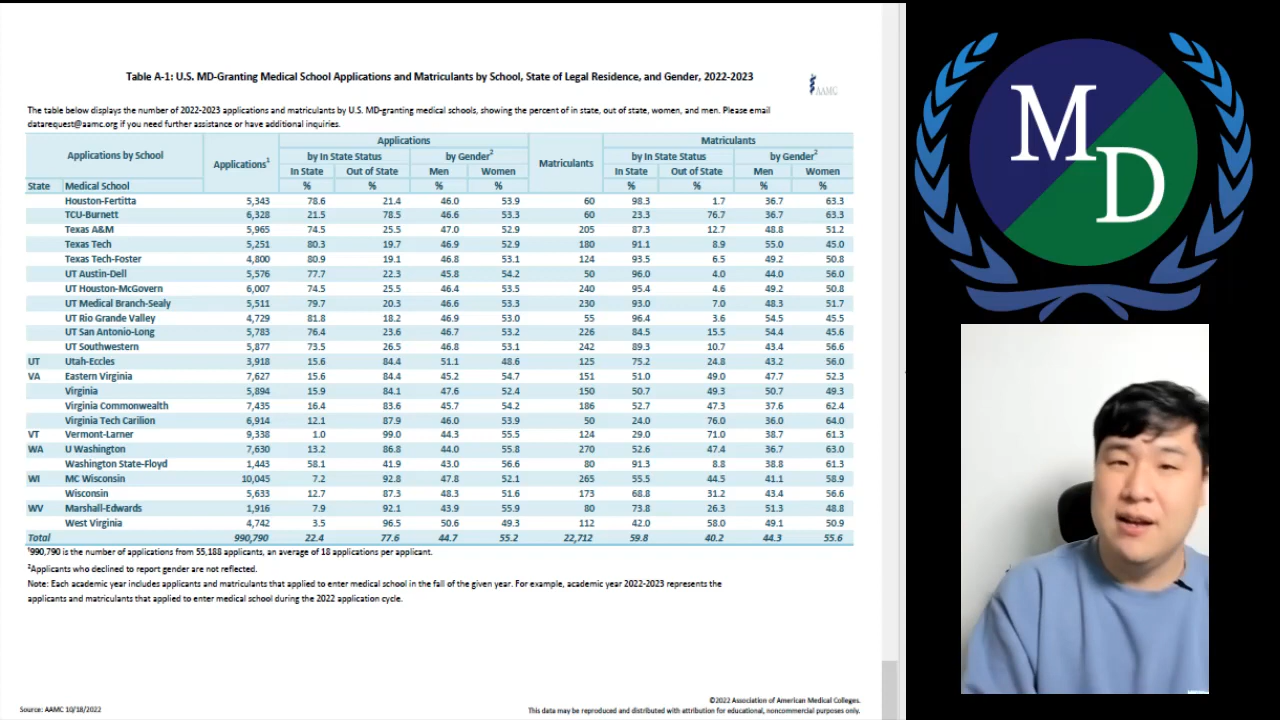 Table A-1: U.S. MD-Granting Medical School Applications and Matriculants by School, State of Legal Residence, and Gender, 2022-2023
AAMC
The table below displays the number of 2022-2023 applications and matriculants by U.S. MD-granting medical schools, showing the percent of in state, out of state, women, and men. Please email
datarequest@aamc.org if you need further assistance or have additional inquiries.
Applications Matriculants
Applications by School Applications1 by In State Status by Gender2 Matriculants by In State Status by Gender2
In State Out of State Men Women In State Out of State Men Women
State Medical School % % % % % % % %
Houston-Fertitta 5,343 78.6 21.4 46.0 53.9 60 98.3 1.7 36.7 63.3
TCU-Burnett 6,328 21.5 78.5 46.6 53.3 60 23.3 76.7 36.7 63.3
Texas A&M 5,965 74.5 25.5 47.0 52.9 205 87.3 12.7 48.8 51.2
Texas Tech 5,251 80.3 19.7 46.9 52.9 180 91.1 8.9 55.0 45.0
Texas Tech-Foster 4,800 80.9 19.1 46.8 53.1 124 93.5 6.5 49.2 50.8
UT Austin-Dell 5,576 77.7 22.3 45.8 54.2 50 96.0 4.0 44.0 56.0
UT Houston-McGovern 6,007 74.5 25.5 46.4 53.5 240 95.4 4.6 49.2 50.8
UT Medical Branch-Sealy 5,511 79.7 20.3 46.6 53.3 230 93.0 7.0 48.3 51.7
UT Rio Grande Valley 4,729 81.8 18.2 46.9 53.0 55 96.4 3.6 54.5 45.5
UT San Antonio-Long 5,783 76.4 23.6 46.7 53.2 226 84.5 15.5 54.4 45.6
UT Southwestern 5,877 73.5 26.5 46.8 53.1 242 89.3 10.7 43.4 56.6
UT Utah-Eccles 3,918 15.6 84.4 51.1 48.6 125 75.2 24.8 43.2 56.0
VA Eastern Virginia 7,627 15.6 84.4 45.2 54.7 151 51.0 49.0 47.7 52.3
Virginia 5,894 15.9 84.1 47.6 52.4 150 50.7 49.3 50.7 49.3
Virginia Commonwealth 7,435 16.4 83.6 45.7 54.2 186 52.7 47.3 37.6 62.4
Virginia Tech Carilion 6,914 12.1 87.9 46.0 53.9 50 24.0 76.0 36.0 64.0
VT Vermont-Larner 9,338 1.0 99.0 44.3 55.5 124 29.0 71.0 38.7 61.3
WA U Washington 7,630 13.2 86.8 44.0 55.8 270 52.6 47.4 36.7 63.0
Washington State-Floyd 1,443 58.1 41.9 43.0 56.6 80 91.3 8.8 38.8 61.3
WI MC Wisconsin 10,045 7.2 92.8 47.8 52.1 265 55.5 44.5 41.1 58.9
Wisconsin 5,633 12.7 87.3 48.3 51.6 173 68.8 31.2 43.4 56.6
WV Marshall-Edwards 1,916 7.9 92.1 43.9 55.9 80 73.8 26.3 51.3 48.8
West Virginia 4,742 3.5 96.5 50.6 49.3 112 42.0 58.0 49.1 50.9
Total 990,790 22.4 77.6 44.7 55.2 22,712 59.8 40.2 44.3 55.6
1990,790 is the number of applications from 55,188 applicants, an average of 18 applications per applicant.
2Applicants who declined to report gender are not reflected.
Note: Each academic year includes applicants and matriculants that applied to enter medical school in the fall of the given year. For example, academic year 2022-2023 represents the
applicants and matriculants that applied to enter medical school during the 2022 application cycle.
Source: AAMC 10/18/2022
©2022 Association of American Medical Colleges.
This data may be reproduced and distributed with attribution for educational, noncommercial purposes only.
MD